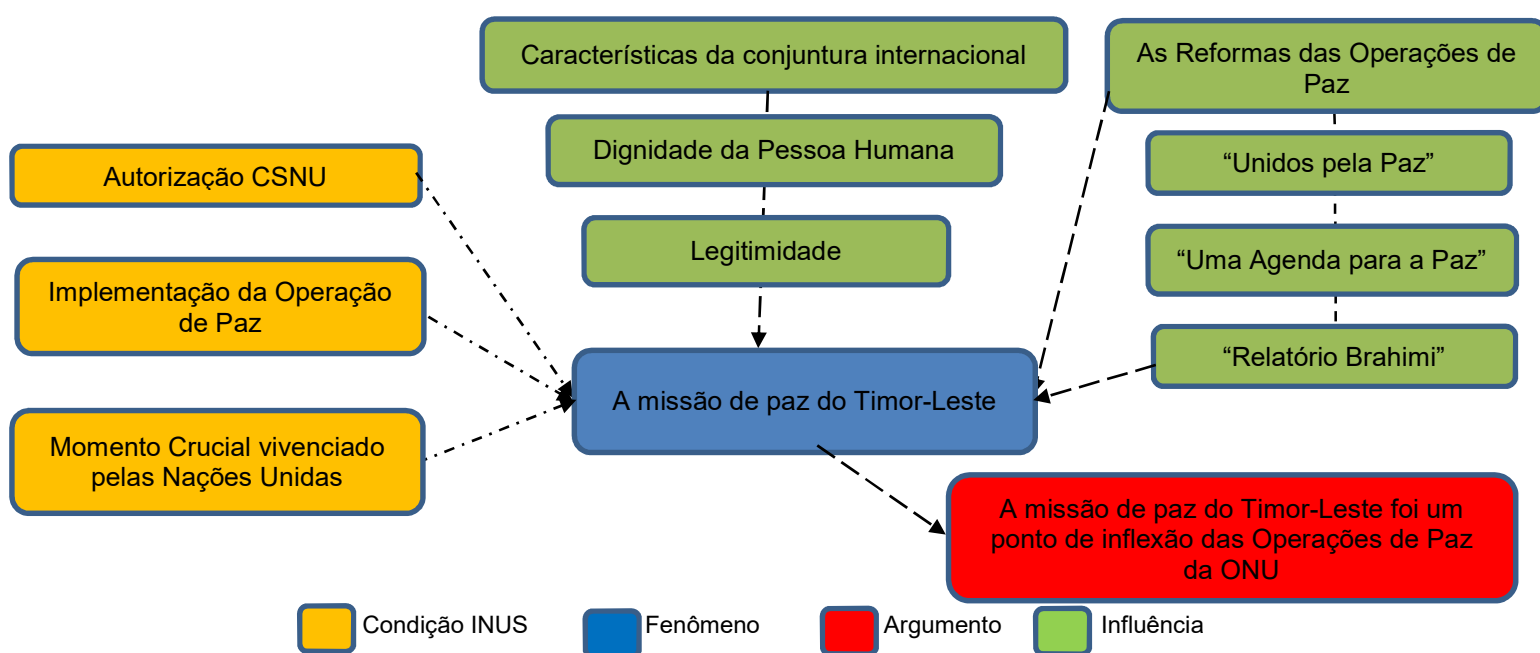 Características da conjuntura internacional
As Reformas das Operações de
Paz
Dignidade da Pessoa Humana
“Unidos pela Paz”
Autorização CSNU
Legitimidade
“Uma Agenda para a Paz”
Implementação da Operação
de Paz
“Relatório Brahimi”
A missão de paz do Timor-Leste
Momento Crucial vivenciado
pelas Nações Unidas
A missão de paz do Timor-Leste foi um
ponto de inflexão das Operações de Paz
da ONU
Condição INUS
Fenômeno
Argumento
Influência